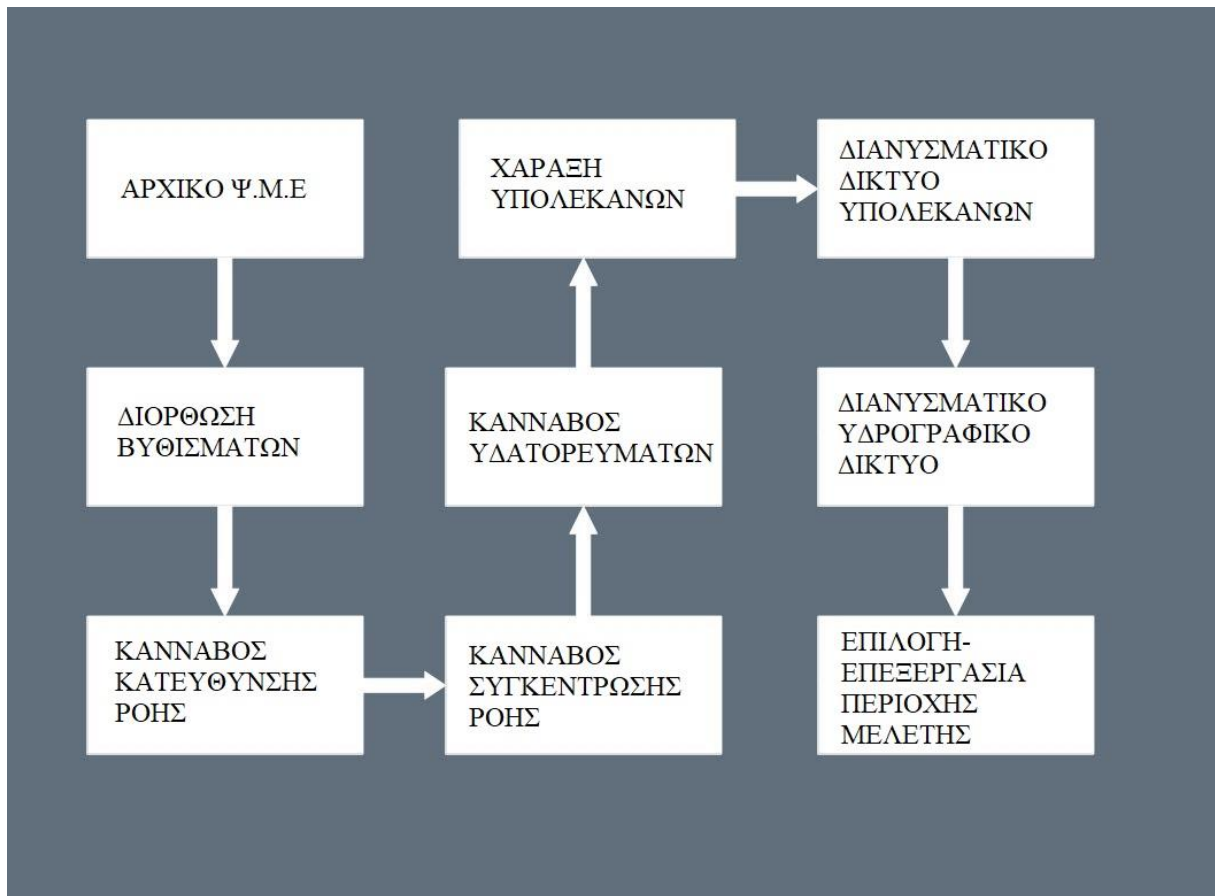 ΑΡΧΙΚΟ Ψ.Μ.Ε
ΔΙΟΡΘΩΣΗ
ΒΥΘΙΣΜΑΤΩΝ
ΚΑΝΝΑΒΟΣ
ΚΑΤΕΥΘΥΝΣΗΣ
ΡΟΗΣ
ΚΑΝΝΑΒΟΣ
ΣΥΓΚΕΝΤΡΩΣΗΣ
ΡΟΗΣ
ΚΑΝΝΑΒΟΣ
ΥΔΑΤΟΡΕΥΜΑΤΩΝ
ΧΑΡΑΞΗ
ΥΠΟΛΕΚΑΝΩΝ
ΔΙΑΝΥΣΜΑΤΙΚΟ
ΔΙΚΤΥΟ
ΥΠΟΛΕΚΑΝΩΝ
ΔΙΑΝΥΣΜΑΤΙΚΟ
ΥΔΡΟΓΡΑΦΙΚΟ
ΔΙΚΤΥΟ
ΕΠΙΛΟΓΗ-
ΕΠΕΞΕΡΓΑΣΙΑ
ΠΕΡΙΟΧΗΣ
ΜΕΛΕΤΗΣ